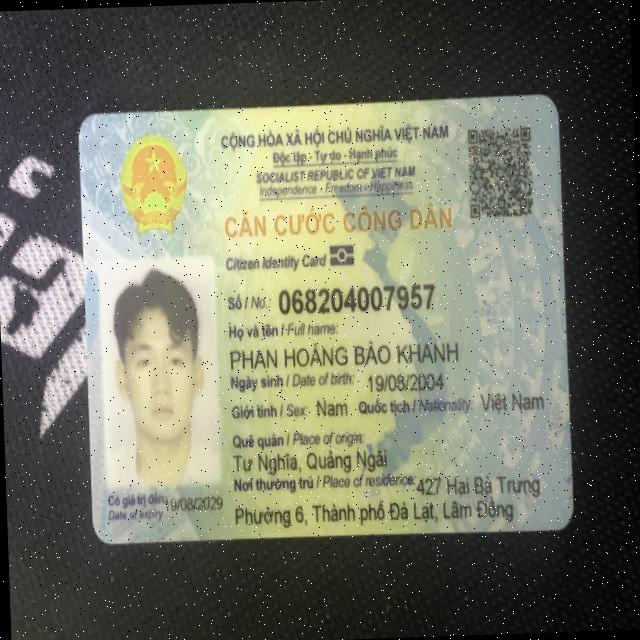 CỘNG HÒA XÃ HỘI CHỦ NGHĨA VIỆT NAM
Độc lập - Tự do - Hạnh phúc
SOCIALIST REPUBLIC OF VIET NAM
Independence - Freedom - Happiness
CĂN CƯỚC CÔNG DÂN
Citizen Identity Card
Số / No.: 068204007957
Họ và tên / Full name:
PHAN HOÀNG BẢO KHANH
Ngày sinh / Date of birth: 19/08/2004
Giới tính / Sex: Nam Quốc tịch / Nationality: Việt Nam
Quê quán / Place of origin:
Tư Nghĩa, Quảng Ngãi
Nơi thường trú / Place of residence: 427 Hai Bà Trưng
Phường 6, Thành phố Đà Lạt, Lâm Đồng
Có giá trị đến: 19/08/2029
Date of expiry